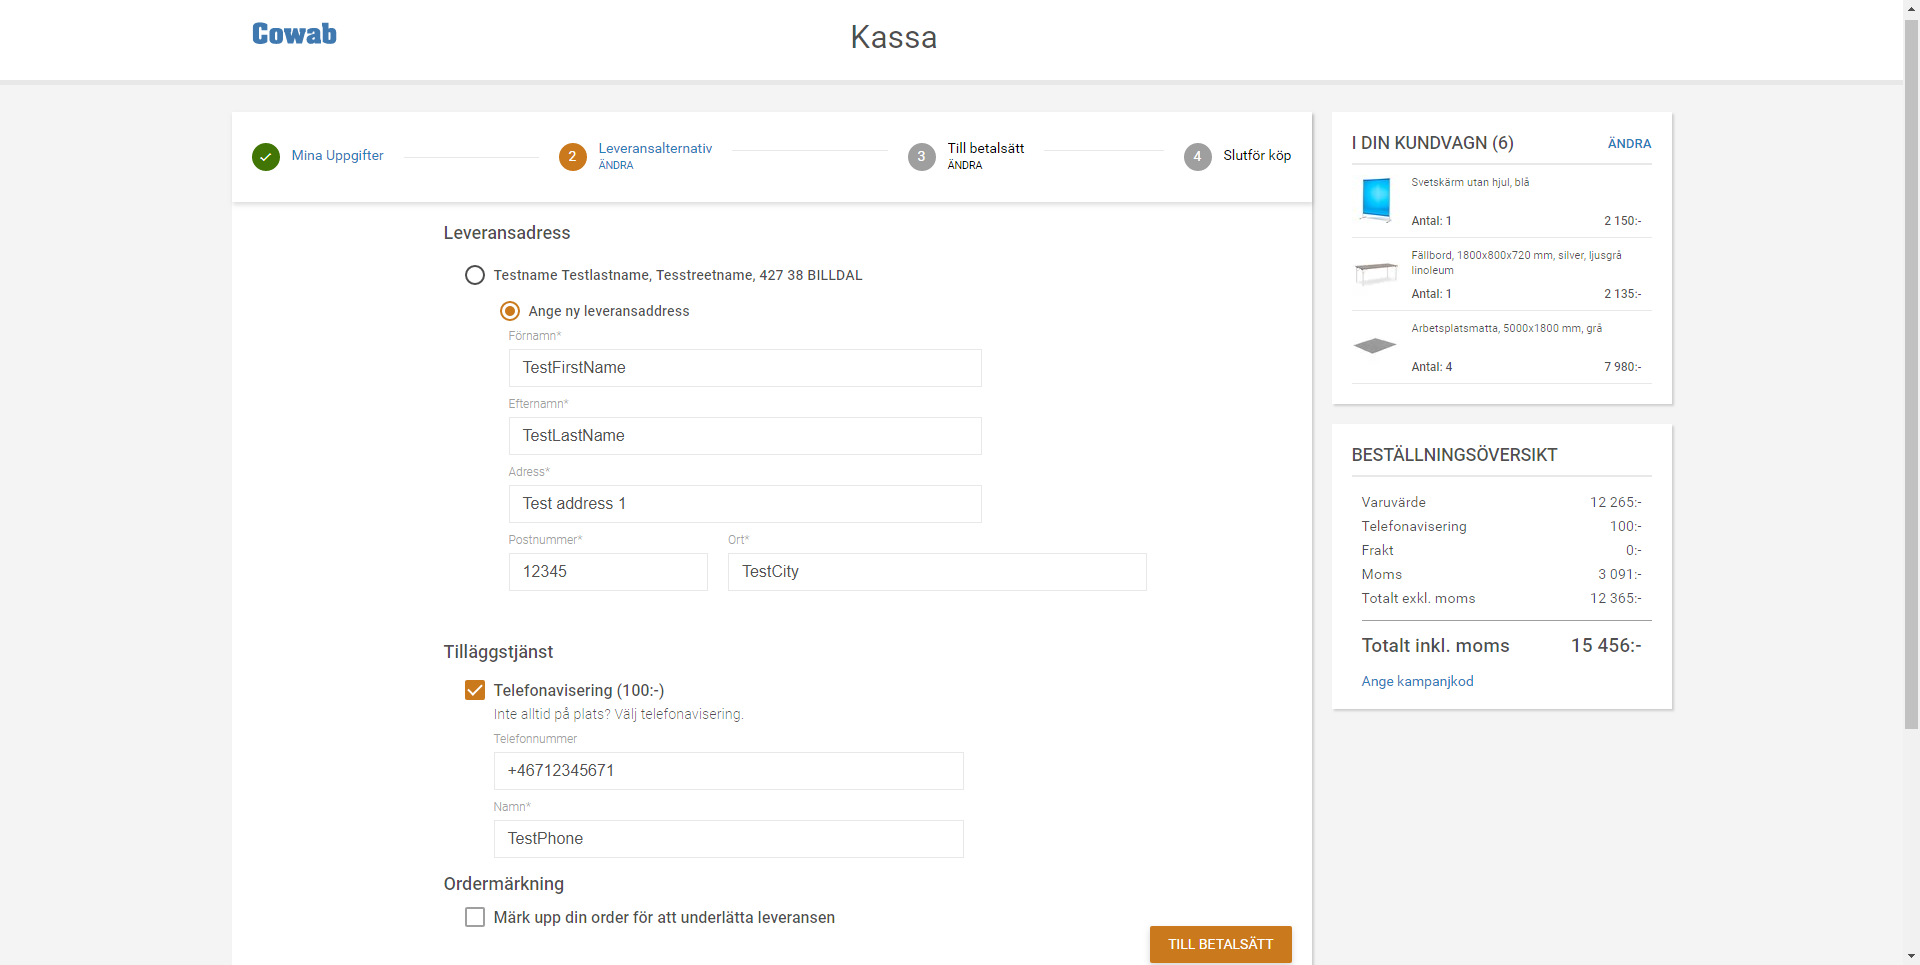 Cowab
Kassa
Mina Uppgifter
2
Leveransalternativ
ÄNDRA
3
Till betalsätt
ÄNDRA
4
Slutför köp
Leveransadress
Testname Testlastname, Tesstreetname, 427 38 BILLDAL
Ange ny leveransaddress
Förnamn*
TestFirstName
Efternamn*
TestLastName
Adress*
Test address 1
Postnummer* Ort*
12345 TestCity
Tilläggstjänst
Telefonavisering (100:-)
Inte alltid på plats? Välj telefonavisering.
Telefonnummer
+46712345671
Namn*
TestPhone
Ordermärkning
Märk upp din order för att underlätta leveransen
TILL BETALSÄTT
I DIN KUNDVAGN (6) ÄNDRA
Svetskärm utan hjul, blå
Antal: 1 2 150:-
Fällbord, 1800x800x720 mm, silver, ljusgrå
linoleum
Antal: 1 2 135:-
Arbetsplatsmatta, 5000x1800 mm, grå
Antal: 4 7 980:-
BESTÄLLNINGSÖVERSIKT
Varuvärde 12 265:-
Telefonavisering 100:-
Frakt 0:-
Moms 3 091:-
Totalt exkl. moms 12 365:-
Totalt inkl. moms 15 456:-
Ange kampanjkod